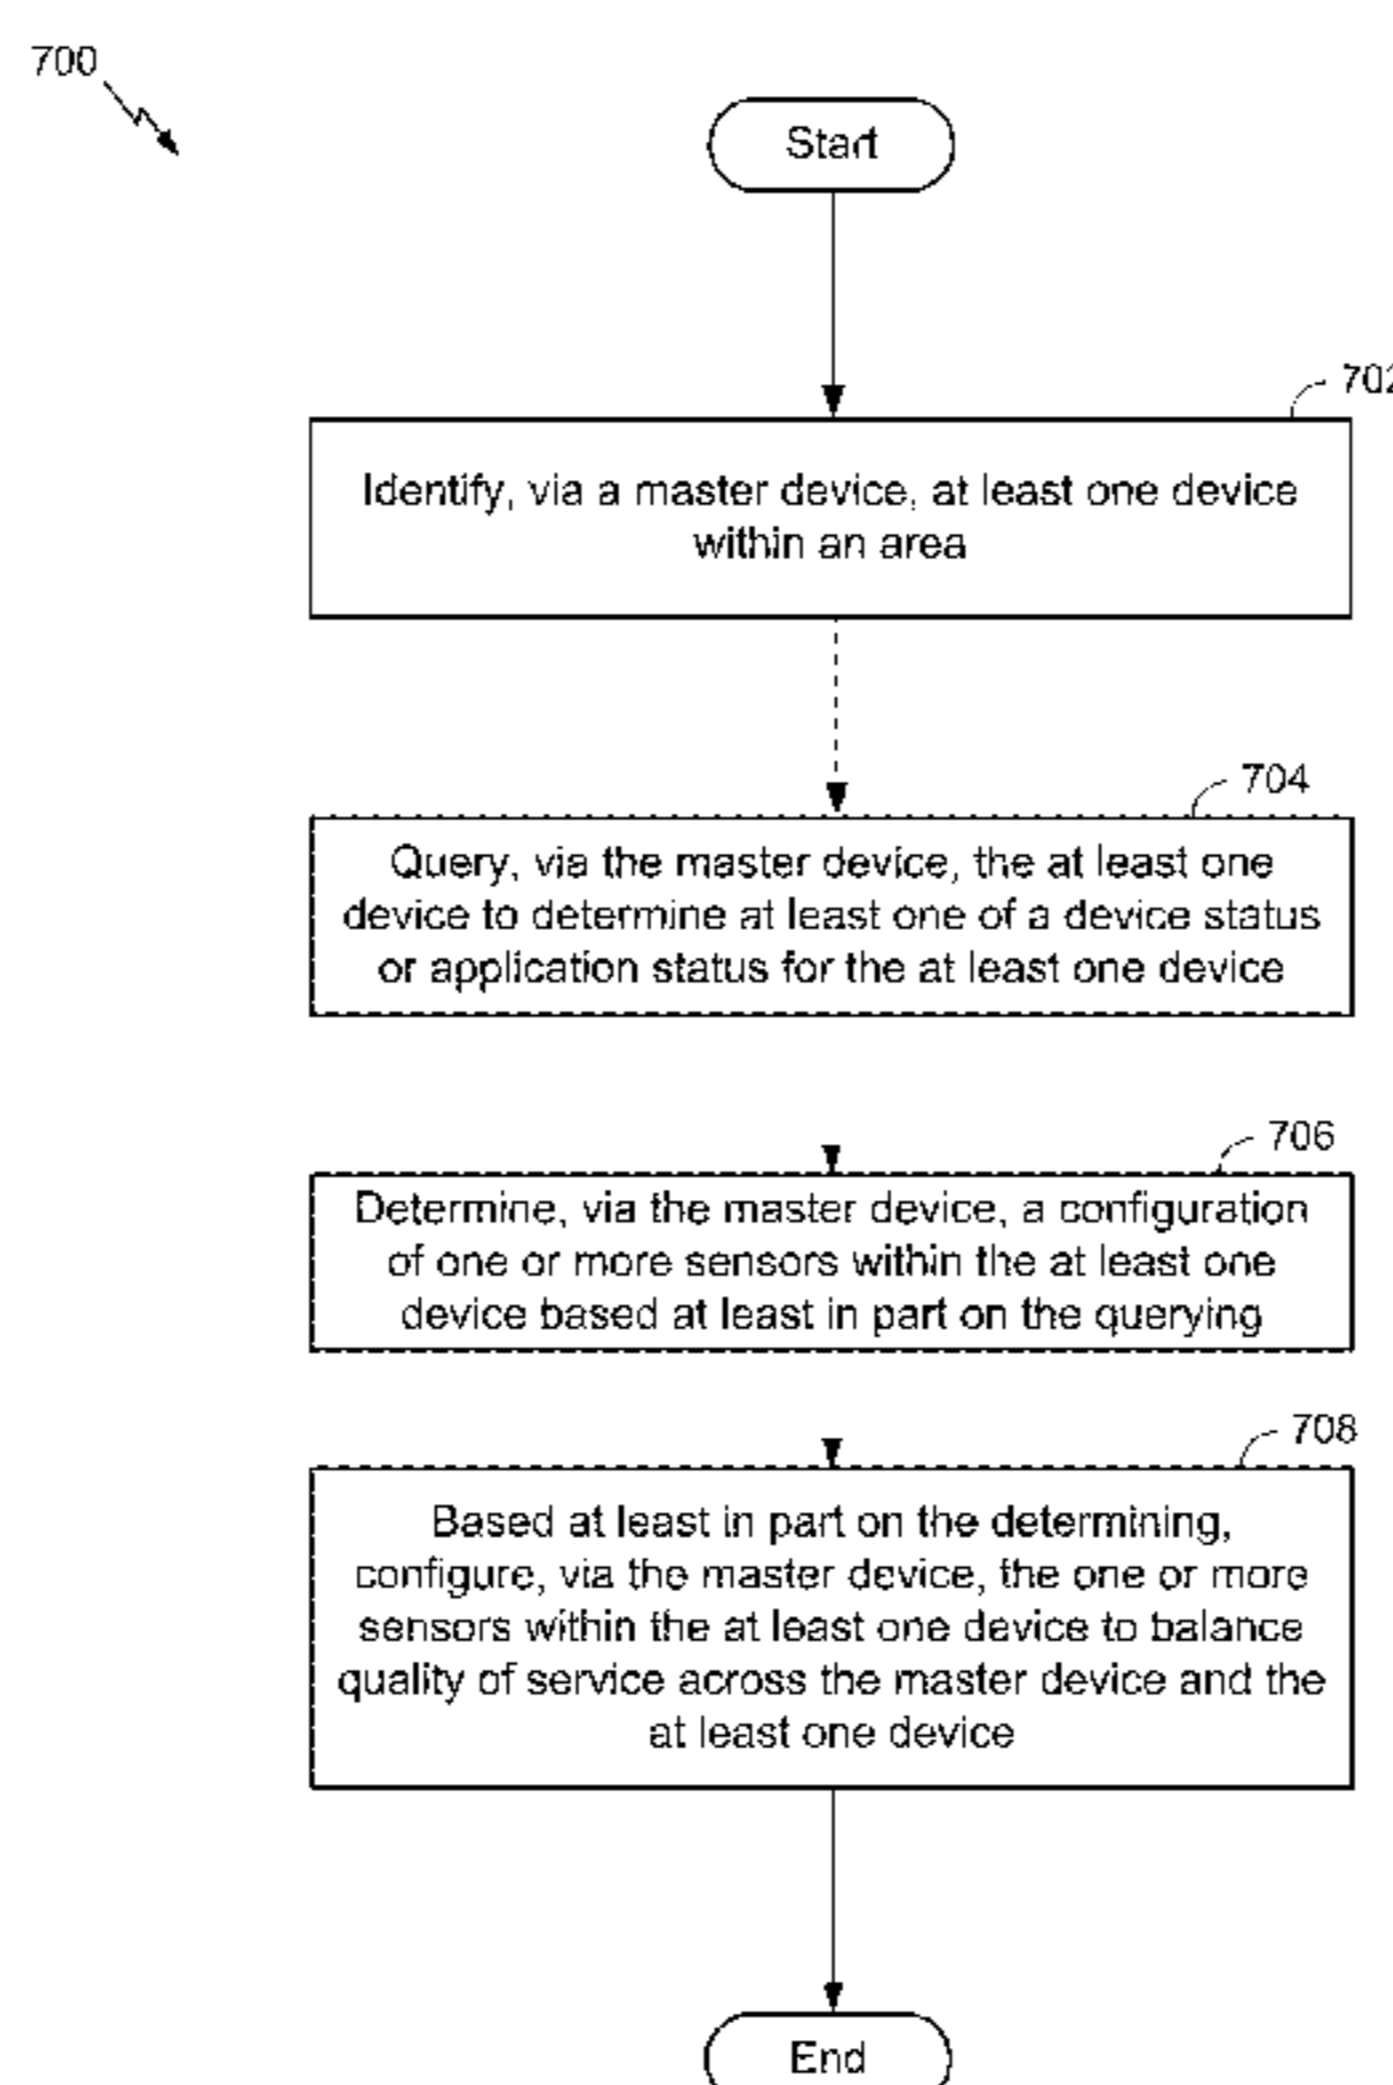 700
Start
702
Identify, via a master device, at least one device
within an area
704
Query, via the master device, the at least one
device to determine at least one of a device status
or application status for the at least one device
706
Determine, via the master device, a configuration
of one or more sensors within the at least one
device based at least in part on the querying
708
Based at least in part on the determining,
configure, via the master device, the one or more
sensors within the at least one device to balance
quality of service across the master device and the
at least one device
End